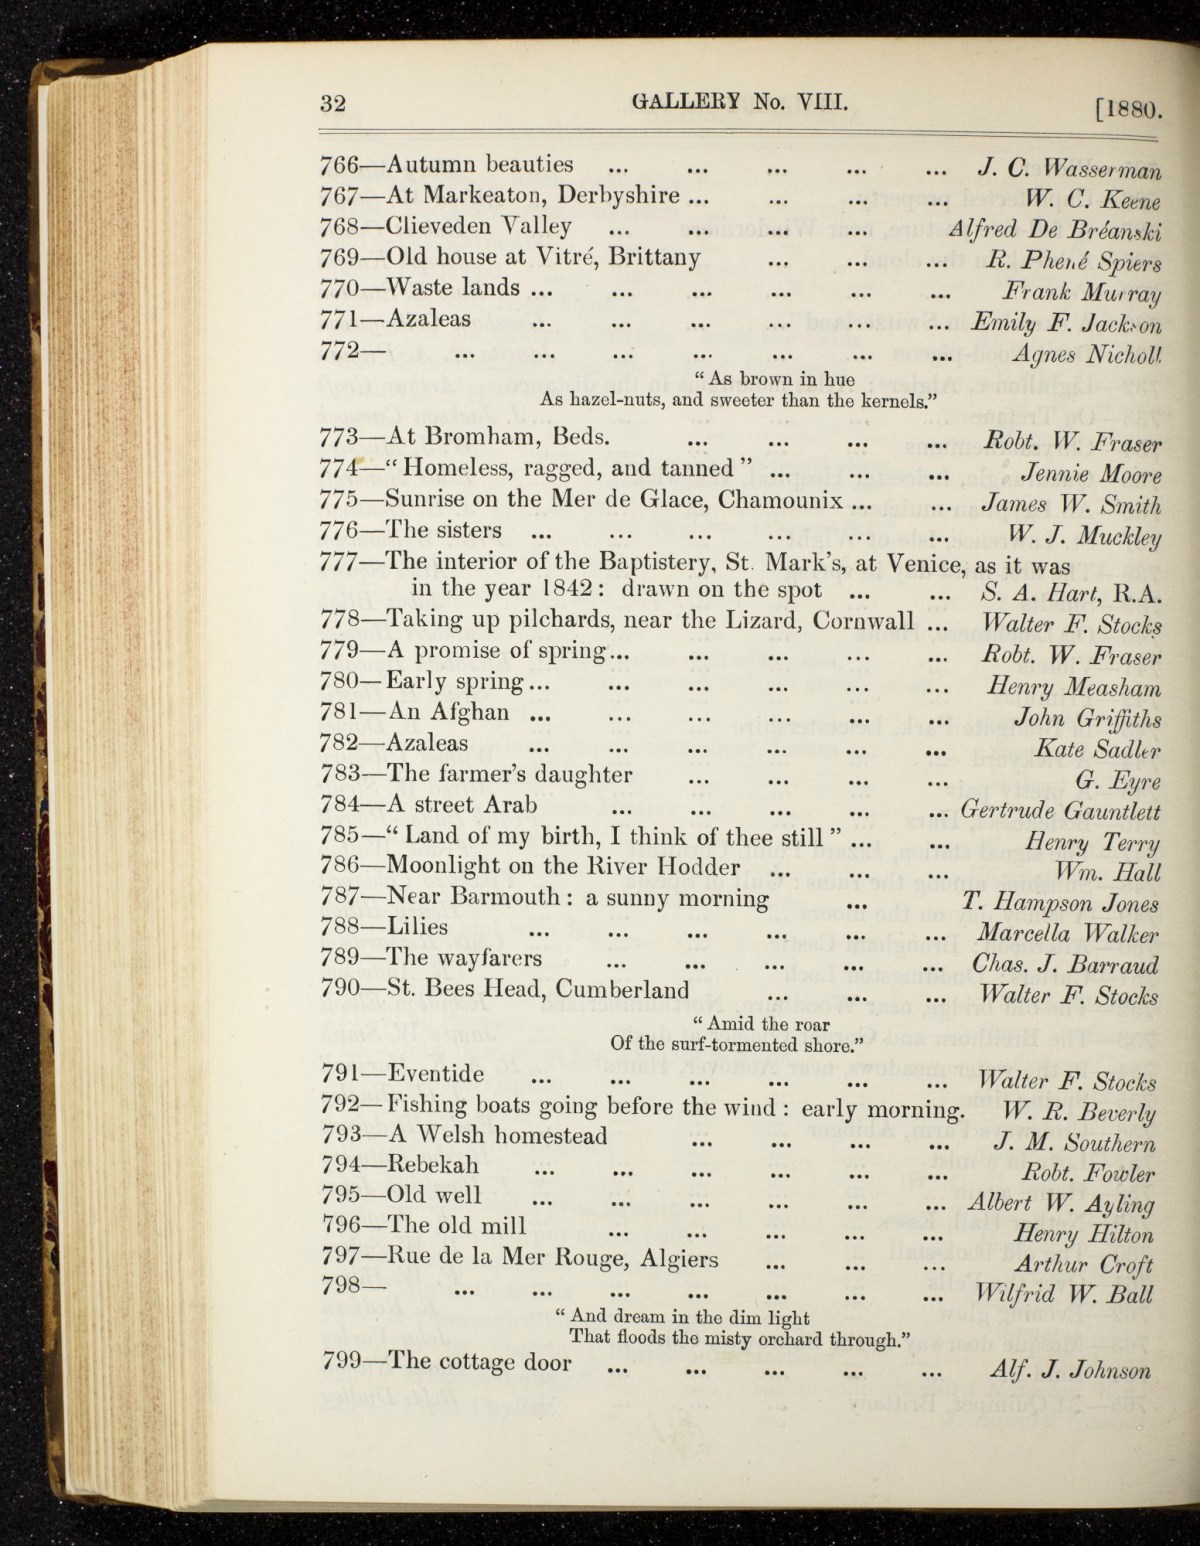 32 GALLERY No. VIII. [1880.
766—Autumn beauties ... ... ... ... ... J. C. Wasserman
767—At Markeaton, Derbyshire ... ... ... ... W. C. Keene
768—Clieveden Valley ... ... ... ... Alfred De Bréanski
769—Old house at Vitré, Brittany ... ... ... R. Phené Spiers
770—Waste lands ... ... ... ... ... ... Frank Murray
771—Azaleas ... ... ... ... ... ... Emily F. Jackson
772— ... ... ... ... ... ... ... Agnes Nicholl
“As brown in hue
As hazel-nuts, and sweeter than the kernels.”
773—At Bromham, Beds. ... ... ... ... Robt. W. Fraser
774—“Homeless, ragged, and tanned” ... ... ... Jennie Moore
775—Sunrise on the Mer de Glace, Chamounix ... ... James W. Smith
776—The sisters ... ... ... ... ... ... W. J. Muckley
777—The interior of the Baptistery, St. Mark’s, at Venice, as it was
in the year 1842: drawn on the spot ... ... S. A. Hart, R.A.
778—Taking up pilchards, near the Lizard, Cornwall ... Walter F. Stocks
779—A promise of spring ... ... ... ... ... Robt. W. Fraser
780—Early spring ... ... ... ... ... ... Henry Measham
781—An Afghan ... ... ... ... ... ... John Griffiths
782—Azaleas ... ... ... ... ... ... Kate Sadler
783—The farmer’s daughter ... ... ... ... G. Eyre
784—A street Arab ... ... ... ... ... Gertrude Gauntlett
785—“Land of my birth, I think of thee still” ... ... Henry Terry
786—Moonlight on the River Hodder ... ... ... Wm. Hall
787—Near Barmouth: a sunny morning ... T. Hampson Jones
788—Lilies ... ... ... ... ... ... Marcella Walker
789—The wayfarers ... ... ... ... ... Chas. J. Barraud
790—St. Bees Head, Cumberland ... ... ... Walter F. Stocks
“Amid the roar
Of the surf-tormented shore.”
791—Eventide ... ... ... ... ... ... Walter F. Stocks
792—Fishing boats going before the wind: early morning. W. R. Beverly
793—A Welsh homestead ... ... ... ... J. M. Southern
794—Rebekah ... ... ... ... ... ... Robt. Fowler
795—Old well ... ... ... ... ... ... Albert W. Ayling
796—The old mill ... ... ... ... ... Henry Hilton
797—Rue de la Mer Rouge, Algiers ... ... ... Arthur Croft
798— ... ... ... ... ... ... ... Wilfrid W. Ball
“And dream in the dim light
That floods the misty orchard through.”
799—The cottage door ... ... ... ... ... Alf. J. Johnson